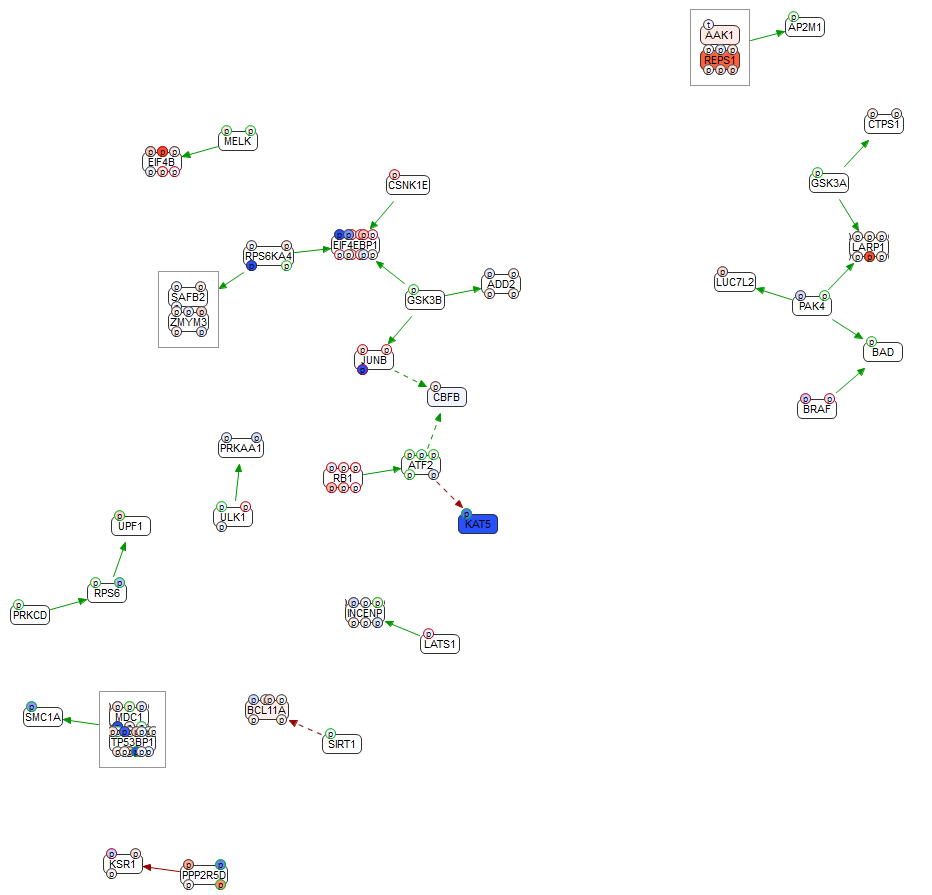 t
AAK1
p p p
REPS1
p p p
p
AP2M1
p p
CTPS1
p p
MELK
p p p
EIF4B
p p p
p
CSNK1E
p
GSK3A
p p p p
EIF4EBP1
p p p p
p p
RPS6KA4
p p
p p p
LARP1
p p p
p p
SAFB2
p p p
ZMYM3
p p
p
GSK3B
p p
ADD2
p p
p
LUC7L2
p p
PAK4
p p
JUNB
p
p
BAD
p
CBFB
p p
BRAF
p p
PRKAA1
p p p
RB1
p p p
p p p
ATF2
p p
p p
ULK1
p
p
UPF1
p
KAT5
p p
RPS6
p
PRKCD
p p p
INCENP
p p p
p
LATS1
p
SMC1A
p p p
MDC1
p p p
TP53BP1
p p p p
p p p
BCL11A
p p
p
SIRT1
p p
KSR1
p
p p
PPP2R5D
p p